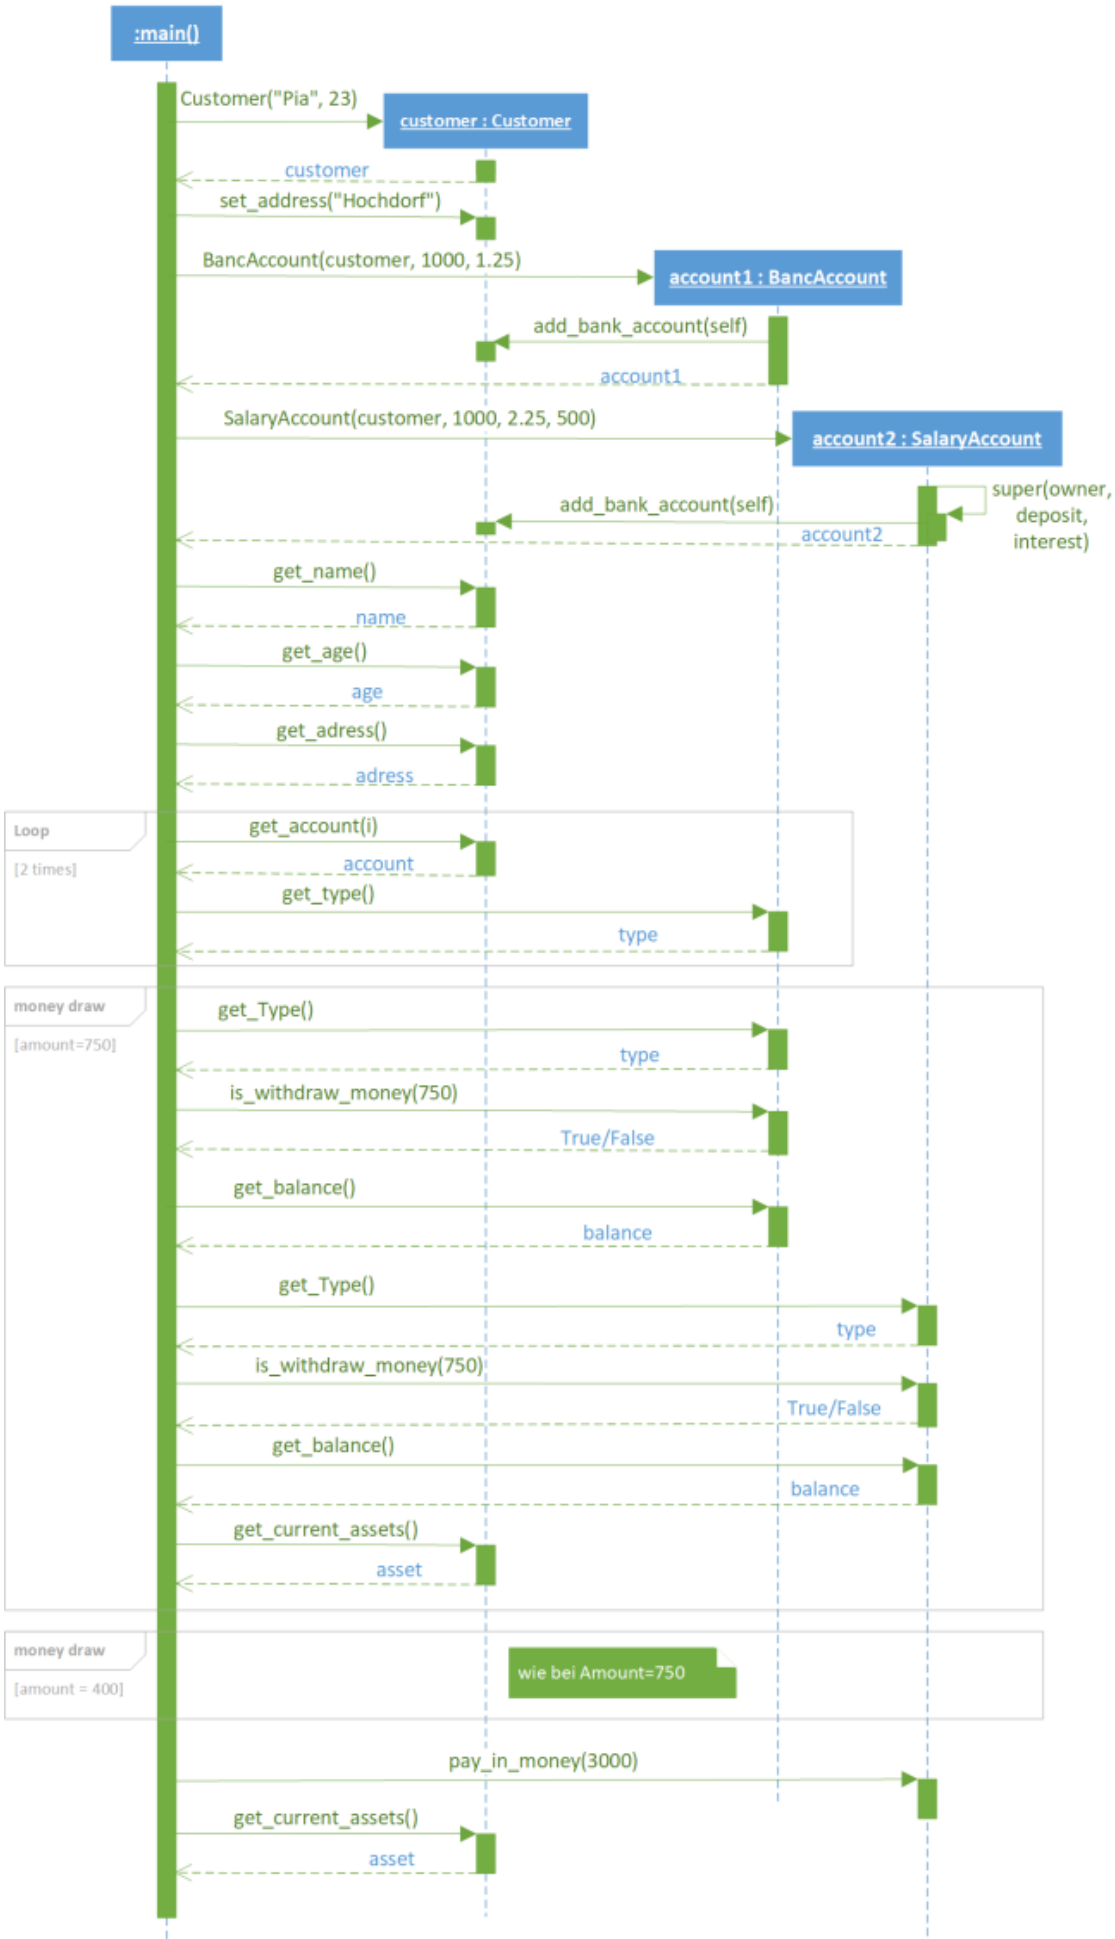 :main()
Customer("Pia", 23)
customer : Customer
customer
set_address("Hochdorf")
BancAccount(customer, 1000, 1.25)
account1 : BancAccount
add_bank_account(self)
account1
SalaryAccount(customer, 1000, 2.25, 500)
account2 : SalaryAccount
super(owner,
deposit,
interest)
add_bank_account(self)
account2
get_name()
name
get_age()
age
get_adress()
adress
Loop
[2 times]
get_account(i)
account
get_type()
type
money draw
[amount=750]
get_Type()
type
is_withdraw_money(750)
True/False
get_balance()
balance
get_Type()
type
is_withdraw_money(750)
True/False
get_balance()
balance
get_current_assets()
asset
money draw
[amount = 400]
wie bei Amount=750
pay_in_money(3000)
get_current_assets()
asset